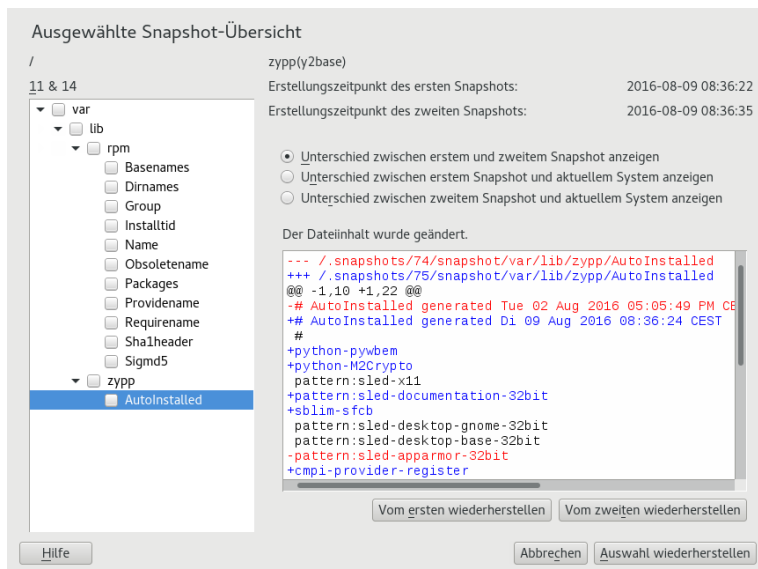 Ausgewählte Snapshot-Übersicht
/
zypp(y2base)
11 & 14
Erstellungszeitpunkt des ersten Snapshots:
2016-08-09 08:36:22
Erstellungszeitpunkt des zweiten Snapshots:
2016-08-09 08:36:35
var
lib
rpm
Basenames
Dirnames
Group
Installtid
Name
Obsoletename
Packages
Providename
Requirename
Sha1header
Sigmd5
zypp
AutoInstalled
Unterschied zwischen erstem und zweitem Snapshot anzeigen
Unterschied zwischen erstem Snapshot und aktuellem System anzeigen
Unterschied zwischen zweitem Snapshot und aktuellem System anzeigen
Der Dateiinhalt wurde geändert.
--- /.snapshots/74/snapshot/var/lib/zypp/AutoInstalled
+++ /.snapshots/75/snapshot/var/lib/zypp/AutoInstalled
@@ -1,10 +1,22 @@
-# AutoInstalled generated Tue 02 Aug 2016 05:05:49 PM CE
+# AutoInstalled generated Di 09 Aug 2016 08:36:24 CEST
#
+python-pywbem
+python-M2Crypto
pattern:sled-x11
+pattern:sled-documentation-32bit
+sblim-sfcb
pattern:sled-desktop-gnome-32bit
pattern:sled-desktop-base-32bit
-pattern:sled-apparmor-32bit
+cmpi-provider-register
Vom ersten wiederherstellen
Vom zweiten wiederherstellen
Hilfe
Abbrechen
Auswahl wiederherstellen